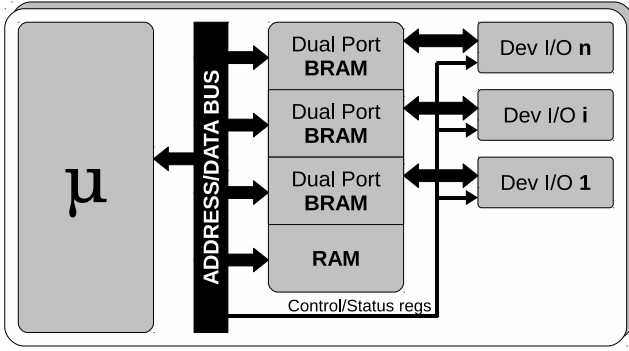 μ
ADDRESS/DATA BUS
Dual Port
BRAM
Dual Port
BRAM
Dual Port
BRAM
RAM
Dev I/O n
Dev I/O i
Dev I/O 1
Control/Status regs